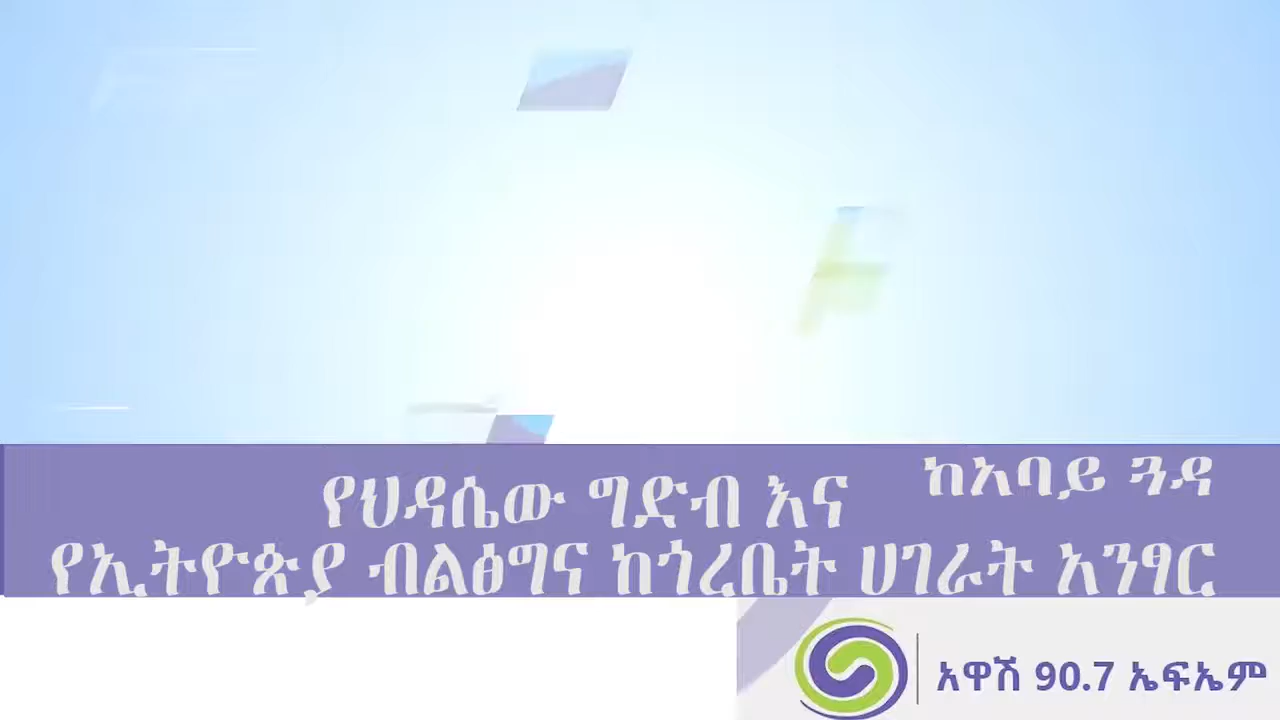 ከአባይ ጓዳ
የህዳሴው ግድብ እና
የኢትዮጵያ ብልፅግና ከጎረቤት ሀገራት አንፃር
አዋሽ 90.7 ኤፍኤም